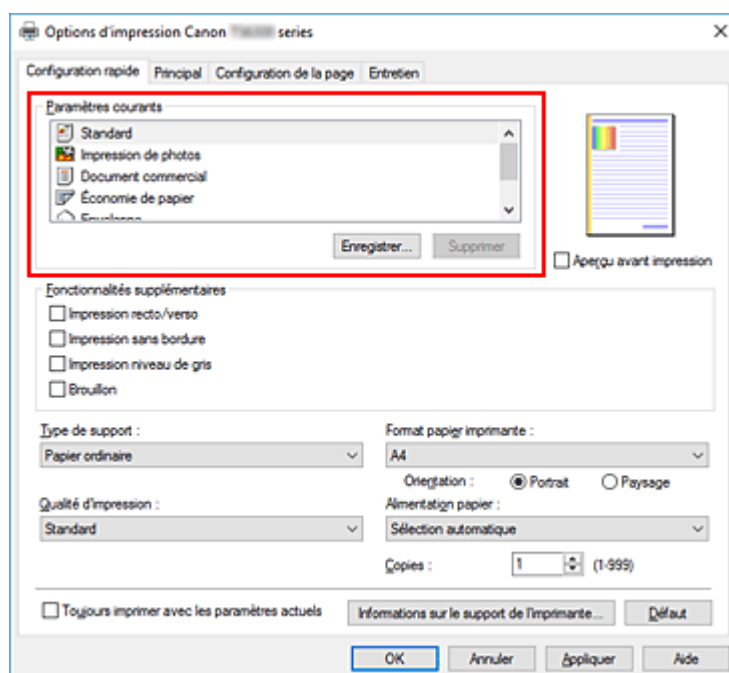 Options d'impression Canon series
Configuration rapide Principal Configuration de la page Entretien
Paramètres courants
Standard
Impression de photos
Document commercial
Économie de papier
Enregistrer... Supprimer
Aperçu avant impression
Fonctionnalités supplémentaires
Impression recto/verso
Impression sans bordure
Impression niveau de gris
Brouillon
Type de support :
Papier ordinaire
Format papier imprimante :
A4
Orientation : Portrait Paysage
Qualité d'impression :
Standard
Alimentation papier :
Sélection automatique
Copies : 1 (1-999)
Toujours imprimer avec les paramètres actuels Informations sur le support de l'imprimante... Défaut
OK Annuler Appliquer Aide